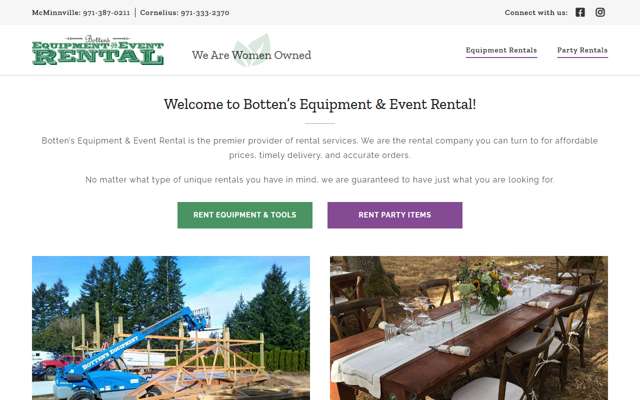 McMinnville: 971-387-0211 | Cornelius: 971-333-2370
Connect with us:
Botten's
EQUIPMENT & EVENT
RENTAL
We Are Women Owned
Equipment Rentals
Party Rentals
Welcome to Botten's Equipment & Event Rental!
Botten's Equipment & Event Rental is the premier provider of rental services. We are the rental company you can turn to for affordable
prices, timely delivery, and accurate orders.
No matter what type of unique rentals you have in mind, we are guaranteed to have just what you are looking for.
RENT EQUIPMENT & TOOLS
RENT PARTY ITEMS
BOTTEN'S EQUIPMENT